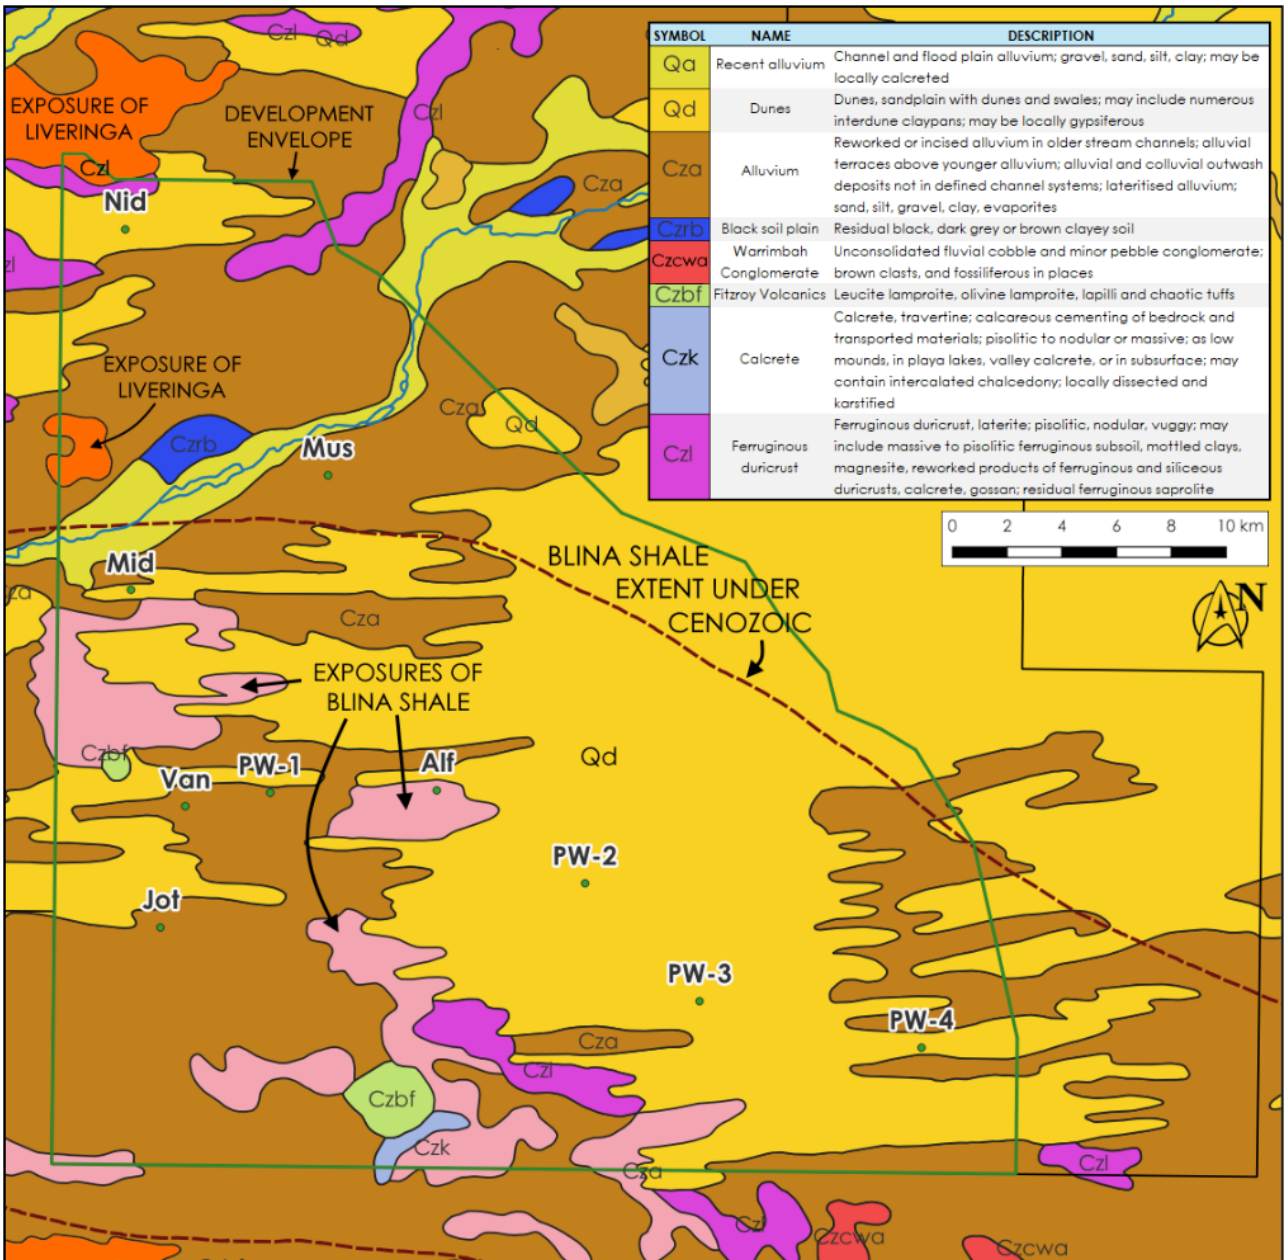 Czl
Qd
EXPOSURE OF
LIVERINGA
DEVELOPMENT
ENVELOPE
Czl
Czl
Nid
Cza
zl
EXPOSURE OF
LIVERINGA
Czrb
Mus
Cza
Qd
SYMBOL NAME DESCRIPTION
Qa Recent alluvium Channel and flood plain alluvium; gravel, sand, silt, clay; may be
locally calcreted
Qd Dunes Dunes, sandplain with dunes and swales; may include numerous
interdune claypans; may be locally gypsiferous
Cza Alluvium Reworked or incised alluvium in older stream channels; alluvial
terraces above younger alluvium; alluvial and colluvial outwash
deposits not in defined channel systems; lateritised alluvium;
sand, silt, gravel, clay, evaporites
Czrb Black soil plain Residual black, dark grey or brown clayey soil
Czcwa Warrimbah Conglomerate Unconsolidated fluvial cobble and minor pebble conglomerate;
brown clasts, and fossiliferous in places
Czbf Fitzroy Volcanics Leucite lamproite, olivine lamproite, lapilli and chaotic tuffs
Czk Calcrete Calcrete, travertine; calcareous cementing of bedrock and
transported materials; pisolitic to nodular or massive; as low
mounds, in playa lakes, valley calcrete, or in subsurface; may
contain intercalated chalcedony; locally dissected and
karstified
Czl Ferruginous duricrust Ferruginous duricrust, laterite; pisolitic, nodular, vuggy; may
include massive to pisolitic ferruginous subsoil, mottled clays,
magnesite, reworked products of ferruginous and siliceous
duricrusts, calcrete, gossan; residual ferruginous saprolite
0 2 4 6 8 10 km
N
Mid
BLINA SHALE
EXTENT UNDER
CENOZOIC
za
Cza
EXPOSURES OF
BLINA SHALE
Czbf
Van
PW-1
Alf
Qd
PW-2
Jot
PW-3
PW-4
Cza
Czl
Czbf
Czk
Cza
Czl
Czl
Czcwa
Czcwa